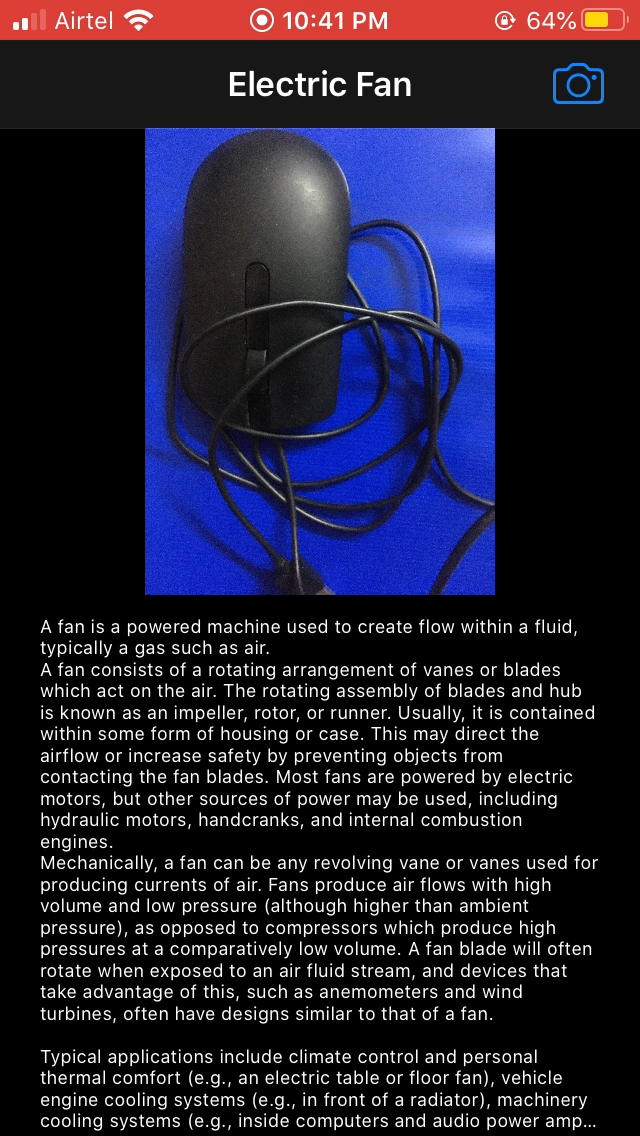 Airtel 10:41 PM 64%
Electric Fan
A fan is a powered machine used to create flow within a fluid,
typically a gas such as air.
A fan consists of a rotating arrangement of vanes or blades
which act on the air. The rotating assembly of blades and hub
is known as an impeller, rotor, or runner. Usually, it is contained
within some form of housing or case. This may direct the
airflow or increase safety by preventing objects from
contacting the fan blades. Most fans are powered by electric
motors, but other sources of power may be used, including
hydraulic motors, handcranks, and internal combustion
engines.
Mechanically, a fan can be any revolving vane or vanes used for
producing currents of air. Fans produce air flows with high
volume and low pressure (although higher than ambient
pressure), as opposed to compressors which produce high
pressures at a comparatively low volume. A fan blade will often
rotate when exposed to an air fluid stream, and devices that
take advantage of this, such as anemometers and wind
turbines, often have designs similar to that of a fan.
Typical applications include climate control and personal
thermal comfort (e.g., an electric table or floor fan), vehicle
engine cooling systems (e.g., in front of a radiator), machinery
cooling systems (e.g., inside computers and audio power amp...